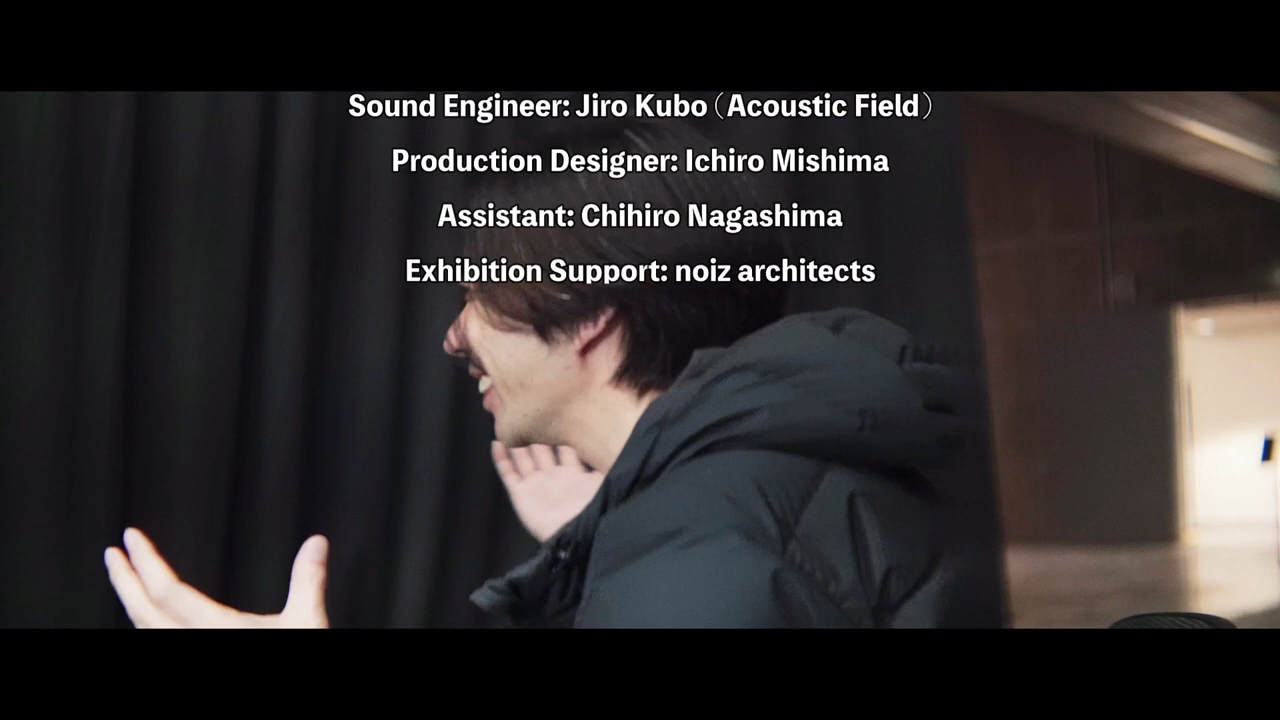 Sound Engineer: Jiro Kubo（Acoustic Field）
Production Designer: Ichiro Mishima
Assistant: Chihiro Nagashima
Exhibition Support: noiz architects